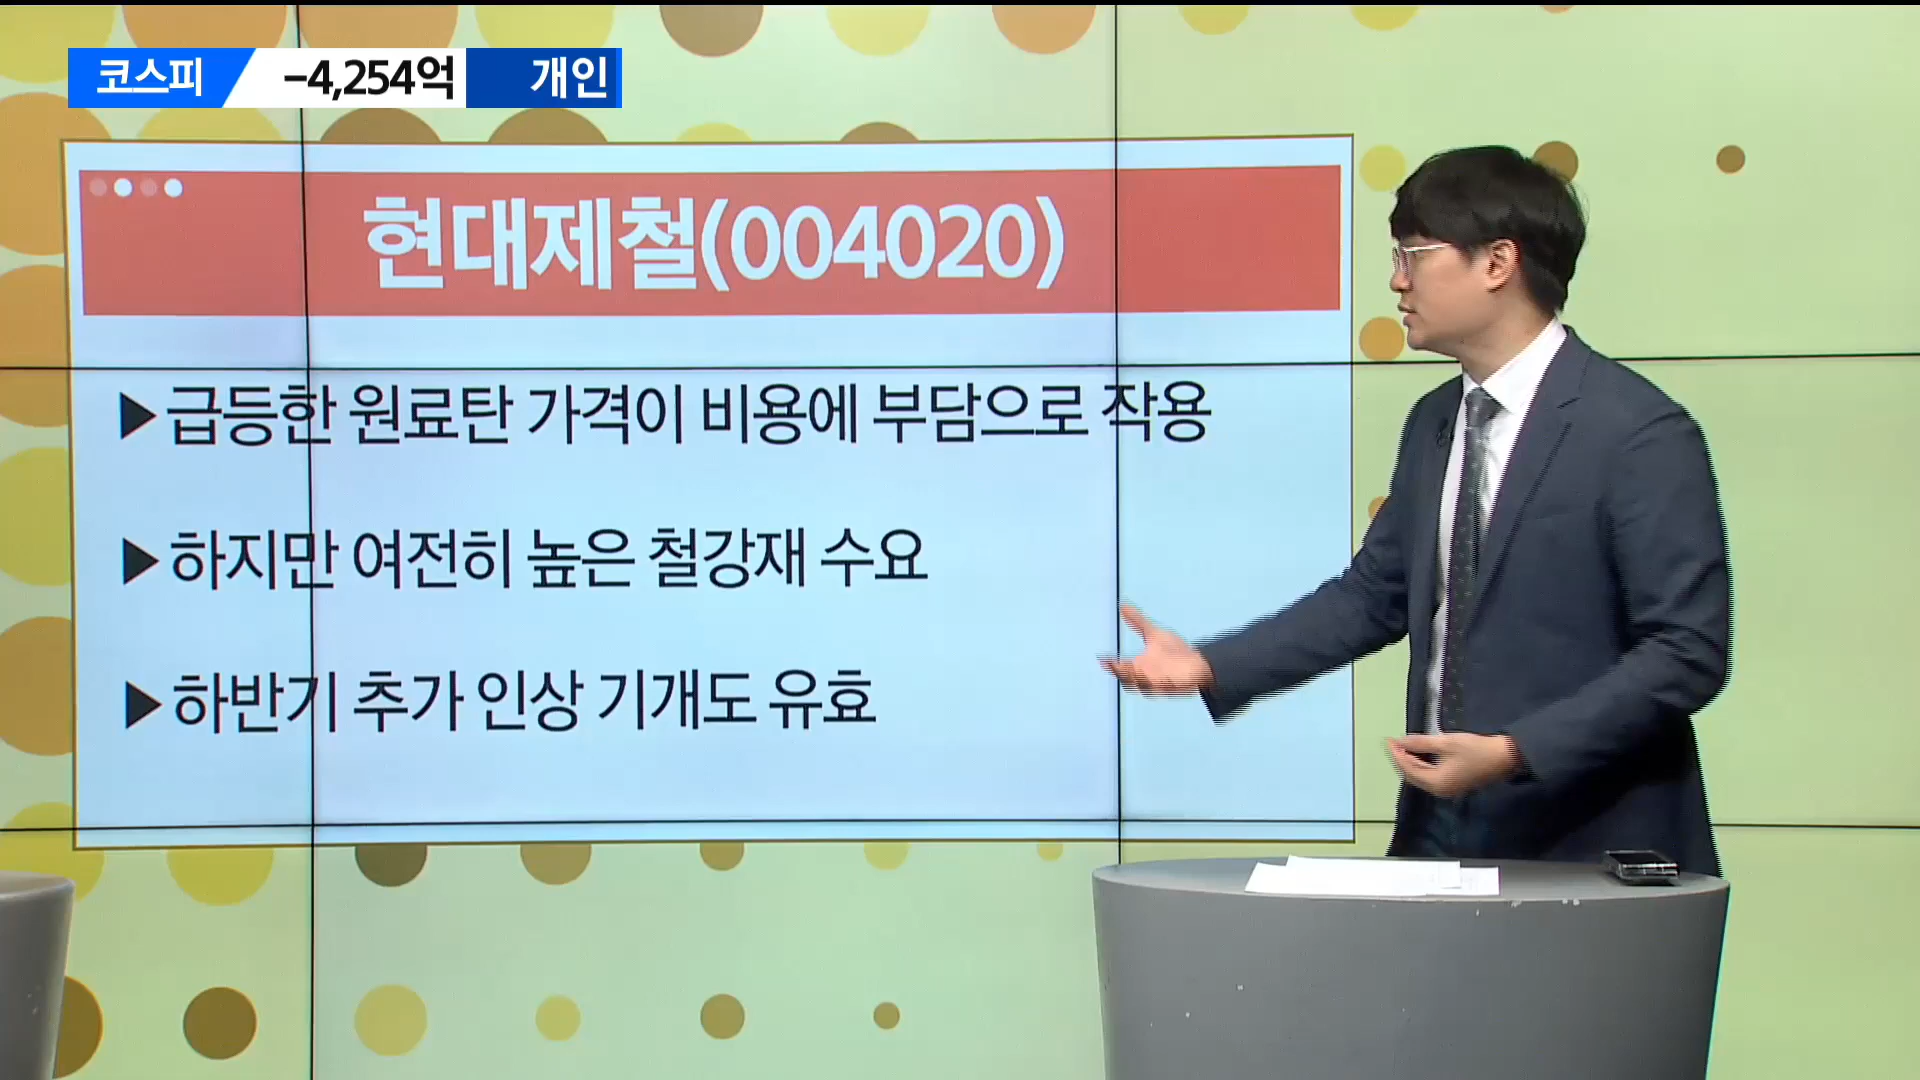 코스피 -4,254억 개인
현대제철(004020)
▶급등한 원료탄 가격이 비용에 부담으로 작용
▶하지만 여전히 높은 철강재 수요
▶하반기 추가 인상 기개도 유효